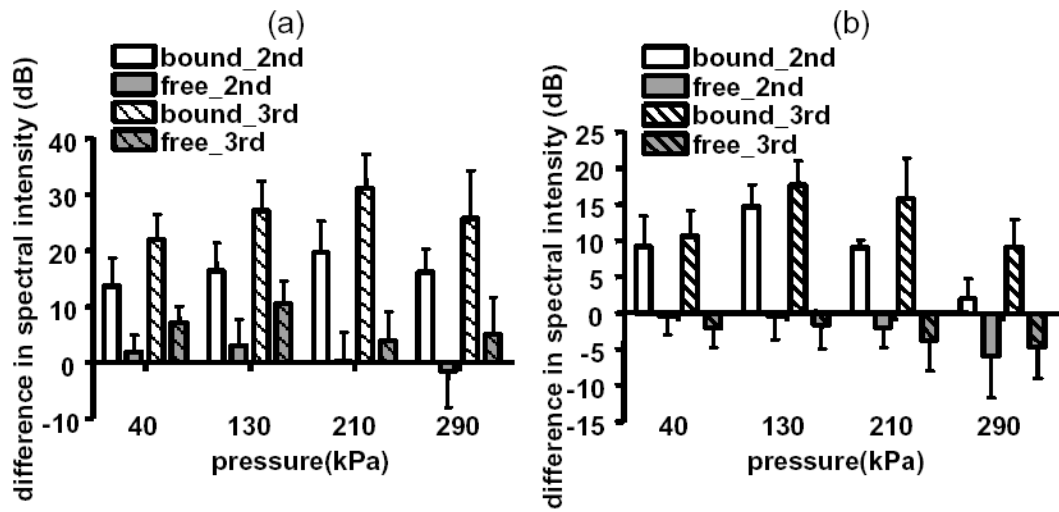 (a)
difference in spectral intensity (dB)
bound_2nd
free_2nd
bound_3rd
free_3rd
40
30
20
10
0
-10
40 130 210 290
pressure(kPa)
(b)
difference in spectral intensity (dB)
bound_2nd
free_2nd
bound_3rd
free_3rd
25
20
15
10
5
0
-5
-10
-15
40 130 210 290
pressure(kPa)